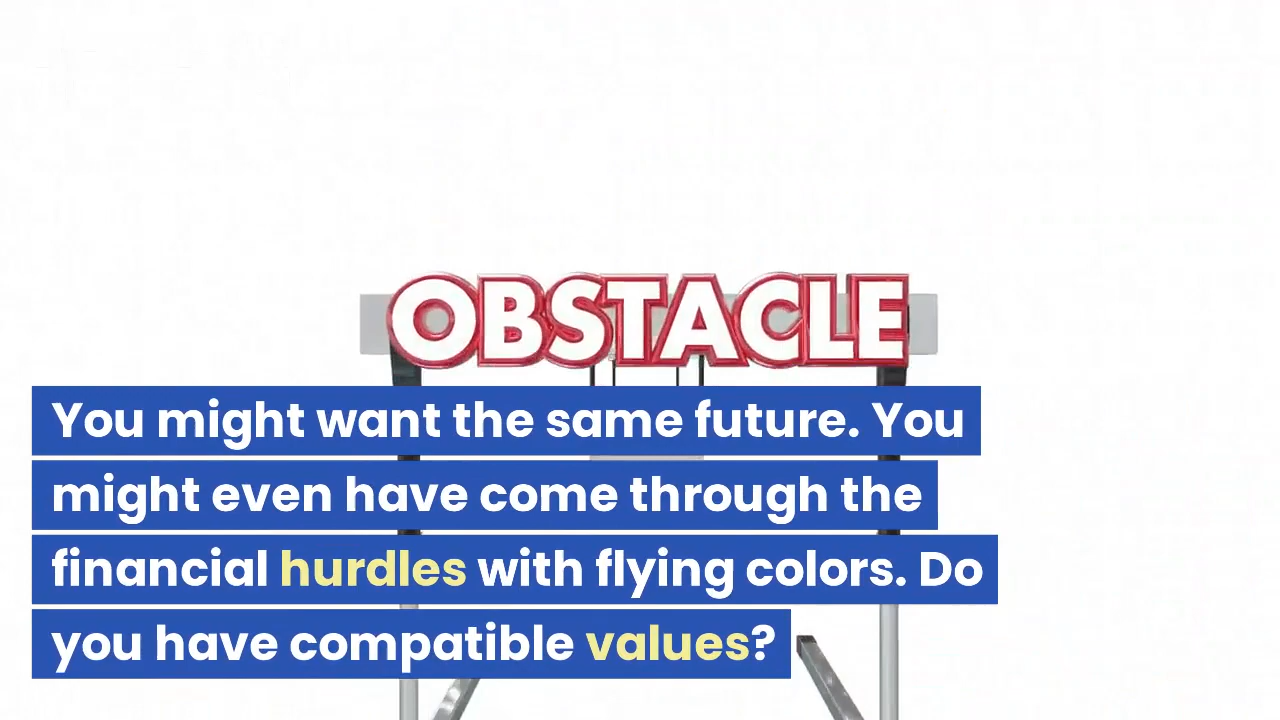 OBSTACLE
You might want the same future. You
might even have come through the
financial hurdles with flying colors. Do
you have compatible values?